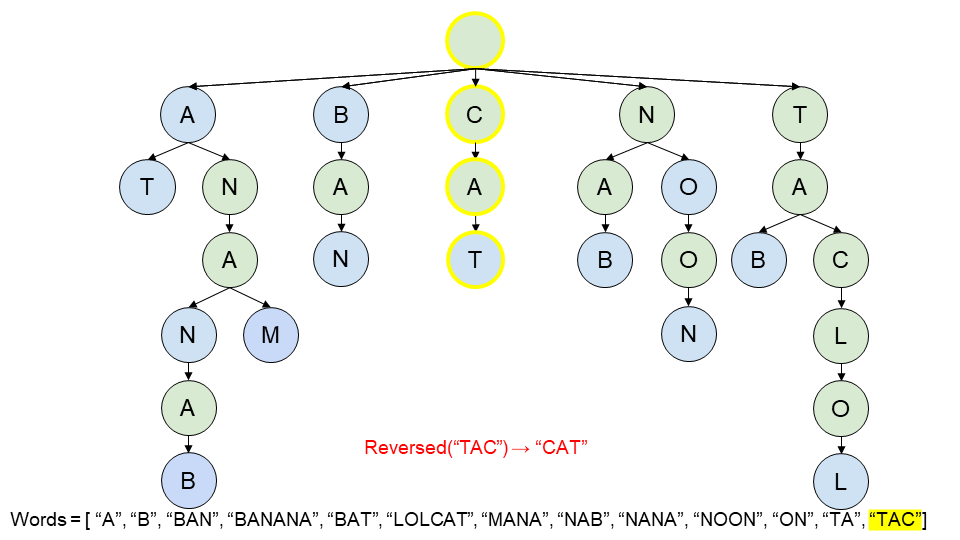 A B C N T
T N A A A O A
A N T B O B C
N M N L
A O
B L
Reversed(“TAC”) → “CAT”
Words = [ “A”, “B”, “BAN”, “BANANA”, “BAT”, “LOLCAT”, “MANA”, “NAB”, “NANA”, “NOON”, “ON”, “TA”, “TAC”]